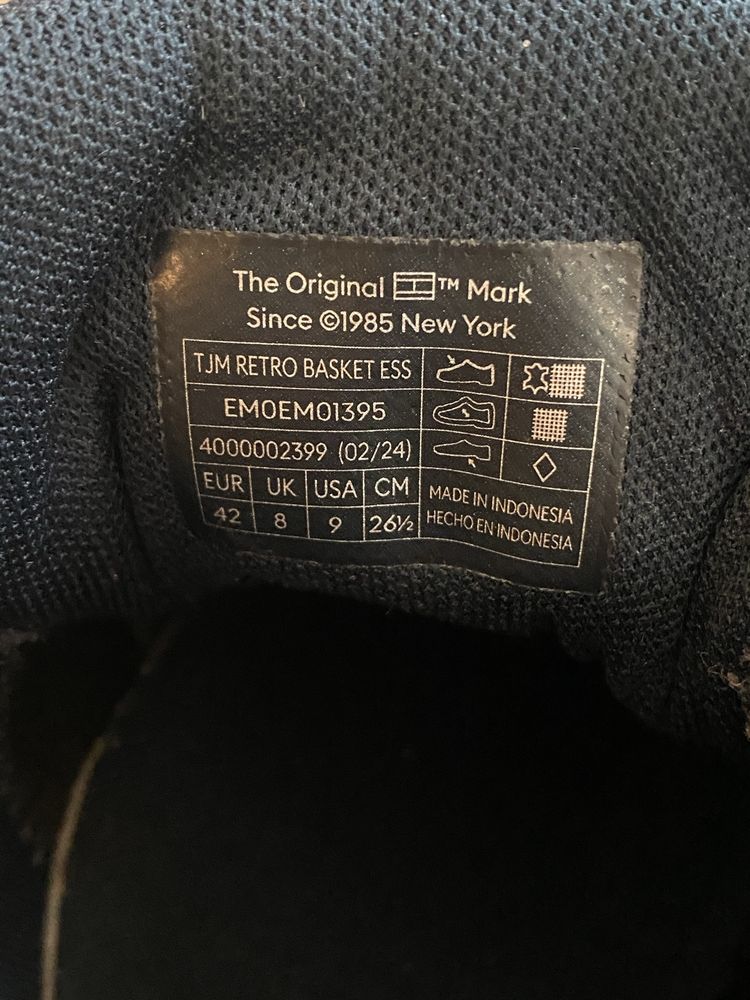 The Original ™ Mark
Since ©1985 New York
TJM RETRO BASKET ESS
EM0EM01395
4000002399 (02/24)
EUR UK USA CM
42 8 9 26½
MADE IN INDONESIA
HECHO EN INDONESIA